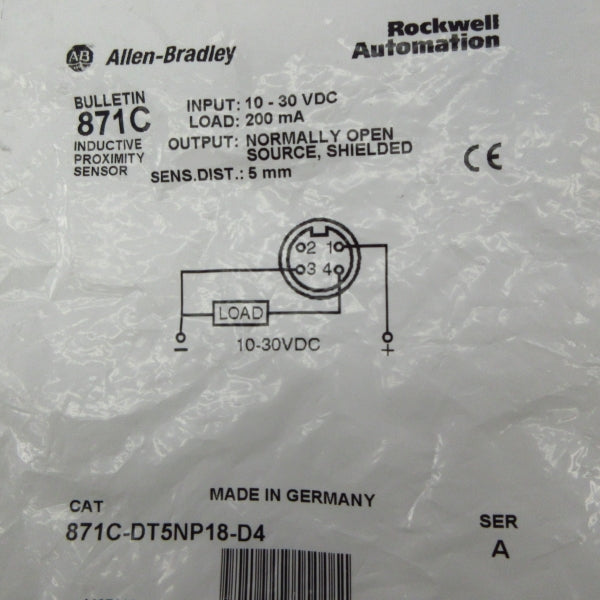 AB Allen-Bradley
Rockwell
Automation
BULLETIN
871C
INDUCTIVE
PROXIMITY
SENSOR
INPUT: 10 - 30 VDC
LOAD: 200 mA
OUTPUT: NORMALLY OPEN
SOURCE, SHIELDED
SENS.DIST.: 5 mm
CE
2 1
3 4
LOAD
- 10-30VDC +
MADE IN GERMANY
CAT
871C-DT5NP18-D4
SER
A